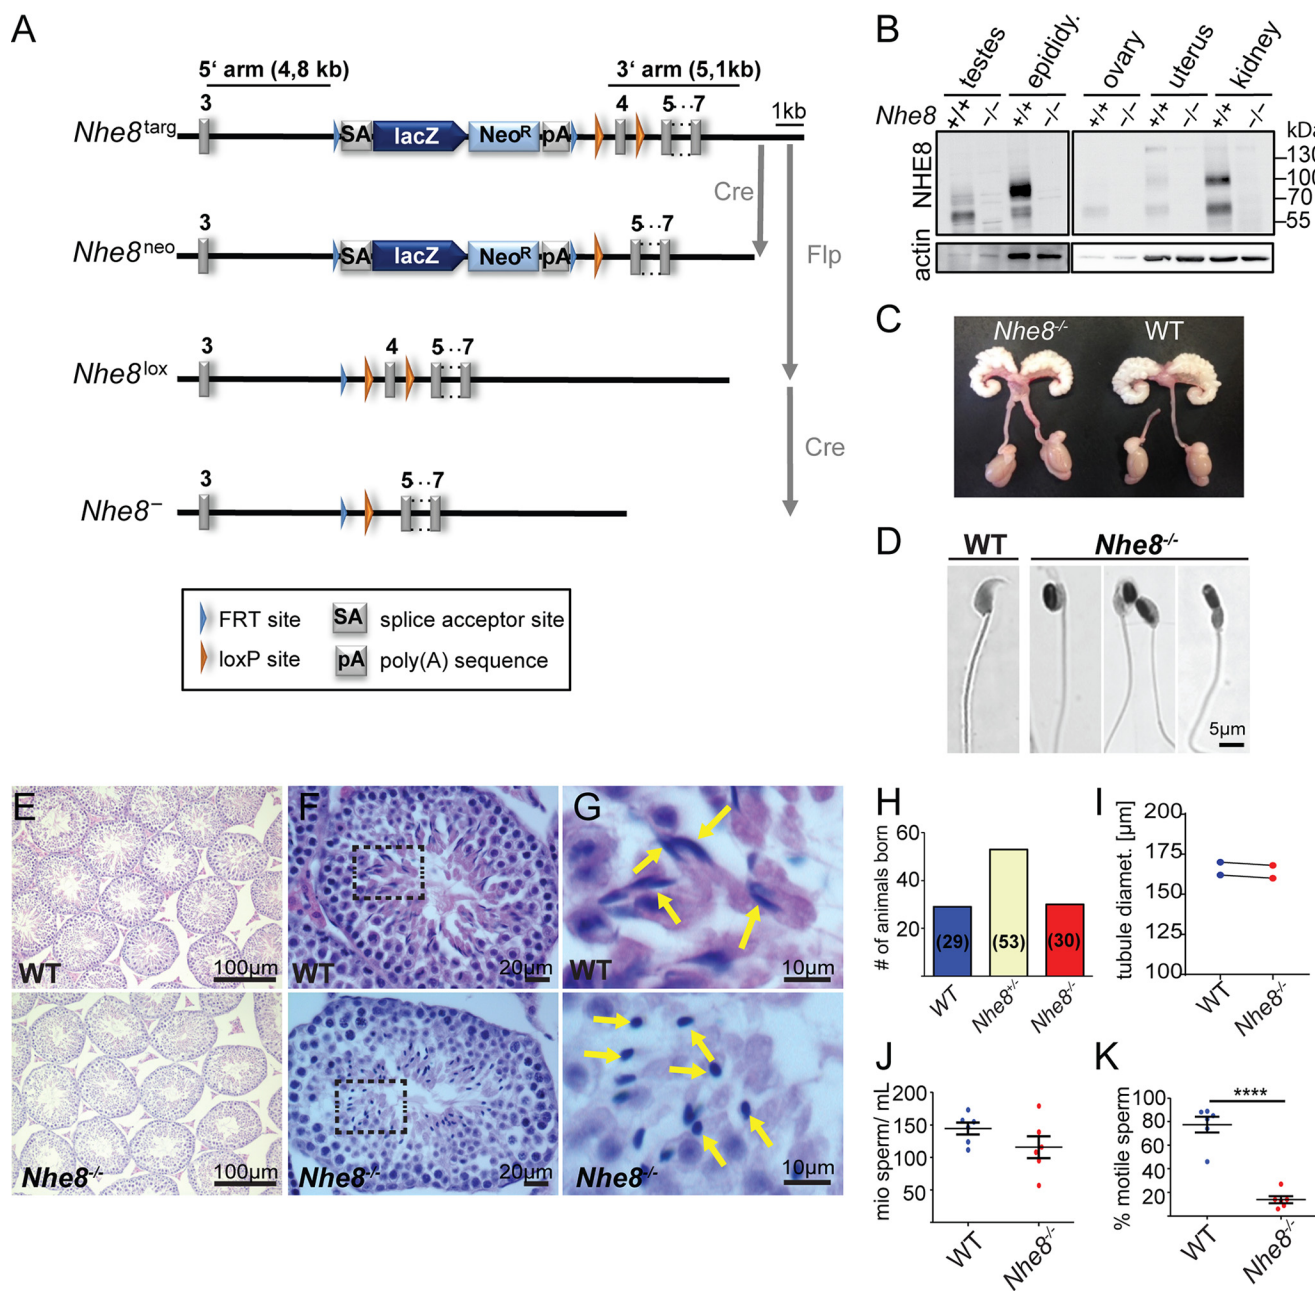 A
5‘ arm (4,8 kb)
3‘ arm (5,1kb)
3
4
5···7
1kb
Nhe8targ
SA
lacZ
NeoR
pA
Cre
Flp
3
5···7
Nhe8neo
SA
lacZ
NeoR
pA
3
4
5···7
Nhe8lox
Cre
3
5···7
Nhe8–
FRT site
SA
splice acceptor site
loxP site
pA
poly(A) sequence
B
testes
epididy.
ovary
uterus
kidney
Nhe8
+/+
-/-
+/+
-/-
+/+
-/-
+/+
-/-
+/+
-/-
kDa
NHE8
130
100
70
55
actin
C
Nhe8-/-
WT
D
WT
Nhe8-/-
5µm
E
WT
100µm
Nhe8-/-
100µm
F
WT
20µm
Nhe8-/-
20µm
G
WT
10µm
Nhe8-/-
10µm
H
# of animals born
60
40
20
(29)
(53)
(30)
WT
Nhe8+/-
Nhe8-/-
I
tubule diamet. [µm]
200
175
150
100
WT
Nhe8-/-
J
mio sperm/ mL
200
150
100
50
WT
Nhe8-/-
K
% motile sperm
100
80
60
40
20
****
WT
Nhe8-/-